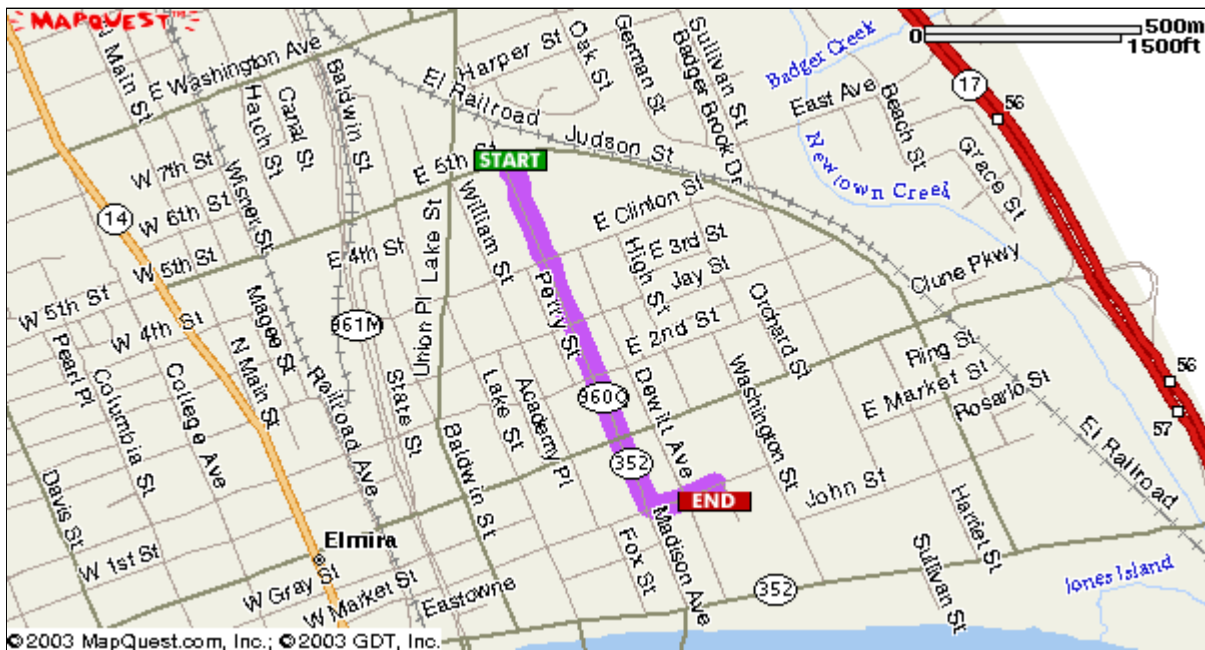 MAPQUEST™
500m
0
1500ft
N Main St
E Washington Ave
Baldwin St
Harper St
Oak St
German St
Sullivan St
Badger Brook Dr
Badger Creek
El Railroad
Judson St
East Ave
Beach St
17
56
Grace St
Newtown Creek
Hatch St
Canal St
W 7th St
W 6th St
W 5th St
Wisner St
E 5th St
START
14
E 4th St
Lake St
William St
E Clinton St
E 3rd St
High St
Jay St
Clune Pkwy
W 5th St
W 4th St
Magee St
961M
Union Pl
Perry St
E 2nd St
Orchard St
Pearl Pl
Columbia St
College Ave
N Main St
Railroad Ave
State St
Lake St
Academy Pl
960Q
Dewitt Ave
Washington St
Ring St
E Market St
Rosario St
56
57
Baldwin St
352
El Railroad
Davis St
END
John St
Elmira
Fox St
Madison Ave
Harriet St
W 1st St
W Gray St
W Market St
Eastowne
352
Sullivan St
Jones Island
©2003 MapQuest.com, Inc.; ©2003 GDT, Inc.